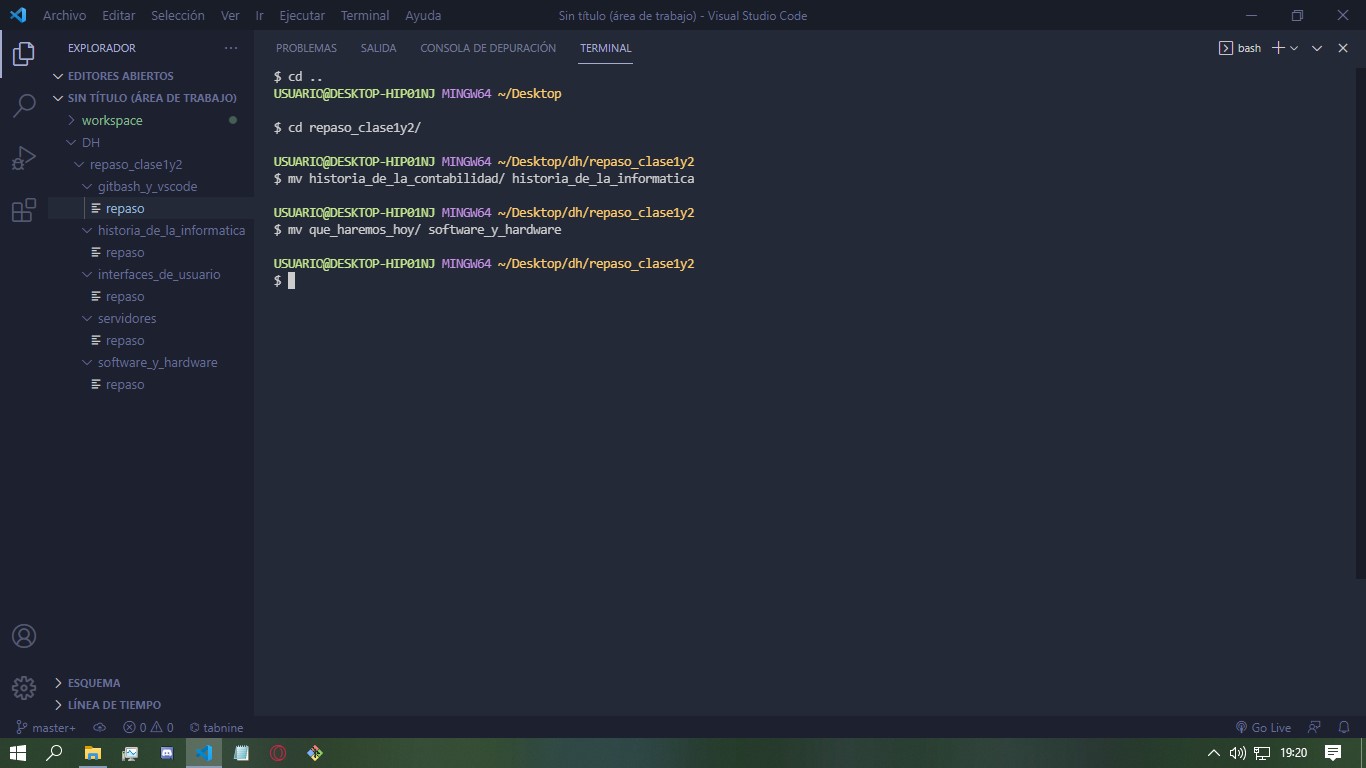 Archivo Editar Selección Ver Ir Ejecutar Terminal Ayuda Sin título (área de trabajo) - Visual Studio Code
EXPLORADOR
EDITORES ABIERTOS
SIN TÍTULO (ÁREA DE TRABAJO)
workspace
DH
repaso_clase1y2
gitbash_y_vscode
repaso
historia_de_la_informatica
repaso
interfaces_de_usuario
repaso
servidores
repaso
software_y_hardware
repaso
ESQUEMA
LÍNEA DE TIEMPO
PROBLEMAS SALIDA CONSOLA DE DEPURACIÓN TERMINAL bash
$ cd ..
USUARIO@DESKTOP-HIP01NJ MINGW64 ~/Desktop
$ cd repaso_clase1y2/
USUARIO@DESKTOP-HIP01NJ MINGW64 ~/Desktop/dh/repaso_clase1y2
$ mv historia_de_la_contabilidad/ historia_de_la_informatica
USUARIO@DESKTOP-HIP01NJ MINGW64 ~/Desktop/dh/repaso_clase1y2
$ mv que_haremos_hoy/ software_y_hardware
USUARIO@DESKTOP-HIP01NJ MINGW64 ~/Desktop/dh/repaso_clase1y2
$
master+ 0 0 tabnine Go Live
19:20